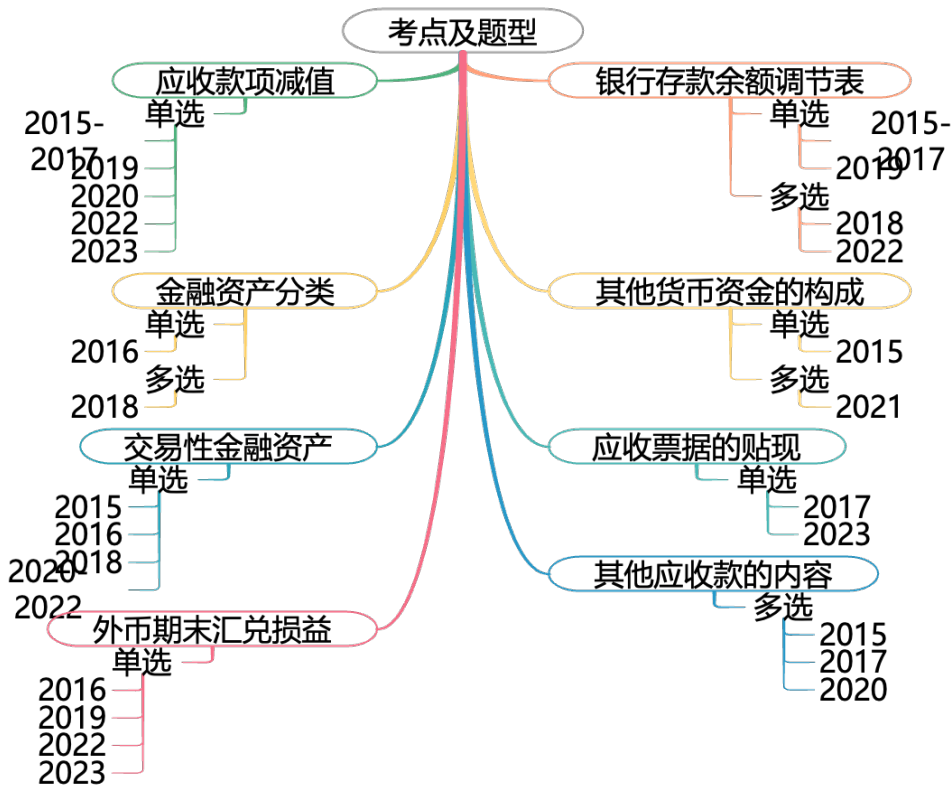 考点及题型
应收款项减值
单选
2015-
2017
2019
2020
2022
2023
金融资产分类
单选
2016
多选
2018
交易性金融资产
单选
2015
2016
2018
2020-
2022
外币期末汇兑损益
单选
2016
2019
2022
2023
银行存款余额调节表
单选
2015-
2017
2019
多选
2018
2022
其他货币资金的构成
单选
2015
多选
2021
应收票据的贴现
单选
2017
2023
其他应收款的内容
多选
2015
2017
2020